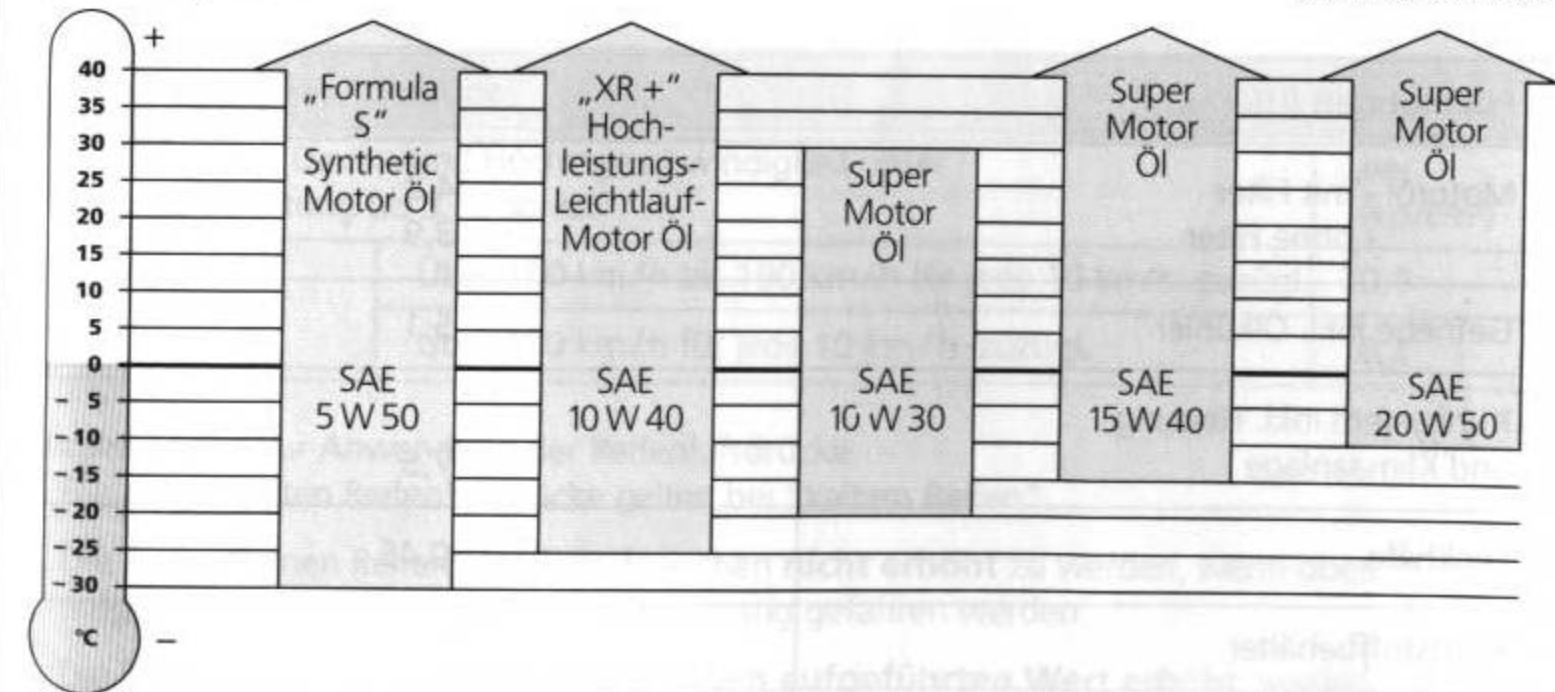 +
40
35
30
25
20
15
10
5
0
- 5
-10
-15
-20
-25
-30
°C
–
„Formula
S“
Synthetic
Motor Öl
SAE
5 W 50
„XR +“
Hoch-
leistungs-
Leichtlauf-
Motor Öl
SAE
10 W 40
Super
Motor
Öl
SAE
10 W 30
Super
Motor
Öl
SAE
15 W 40
Super
Motor
Öl
SAE
20 W 50